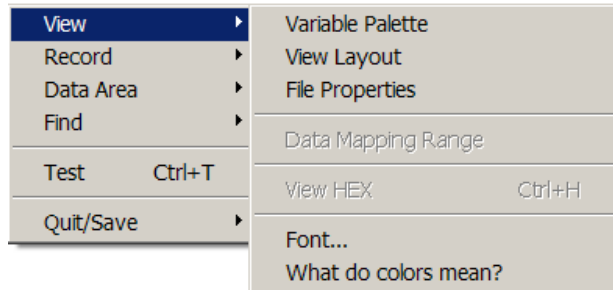 View
Record
Data Area
Find
Test Ctrl+T
Quit/Save
Variable Palette
View Layout
File Properties
Data Mapping Range
View HEX Ctrl+H
Font...
What do colors mean?